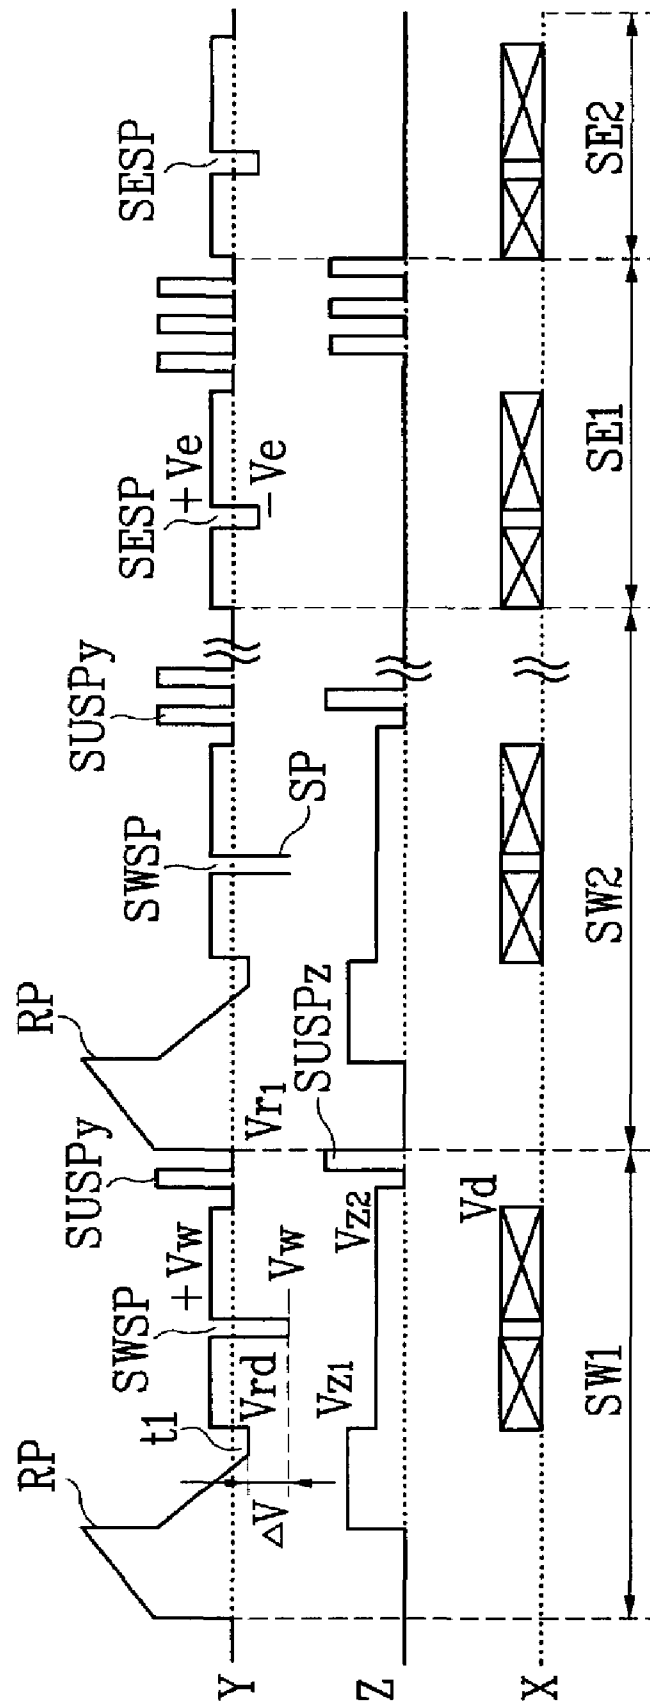 RP
SUSPy
RP
SUSPy
SESP
SESP
t1
SWSP
+Vw
SWSP
+Ve
Y
Vrd
Vr1
-Ve
ΔV
Vw
SP
Vz1
Vz2
SUSPz
Z
Vd
X
SW1
SW2
SE1
SE2